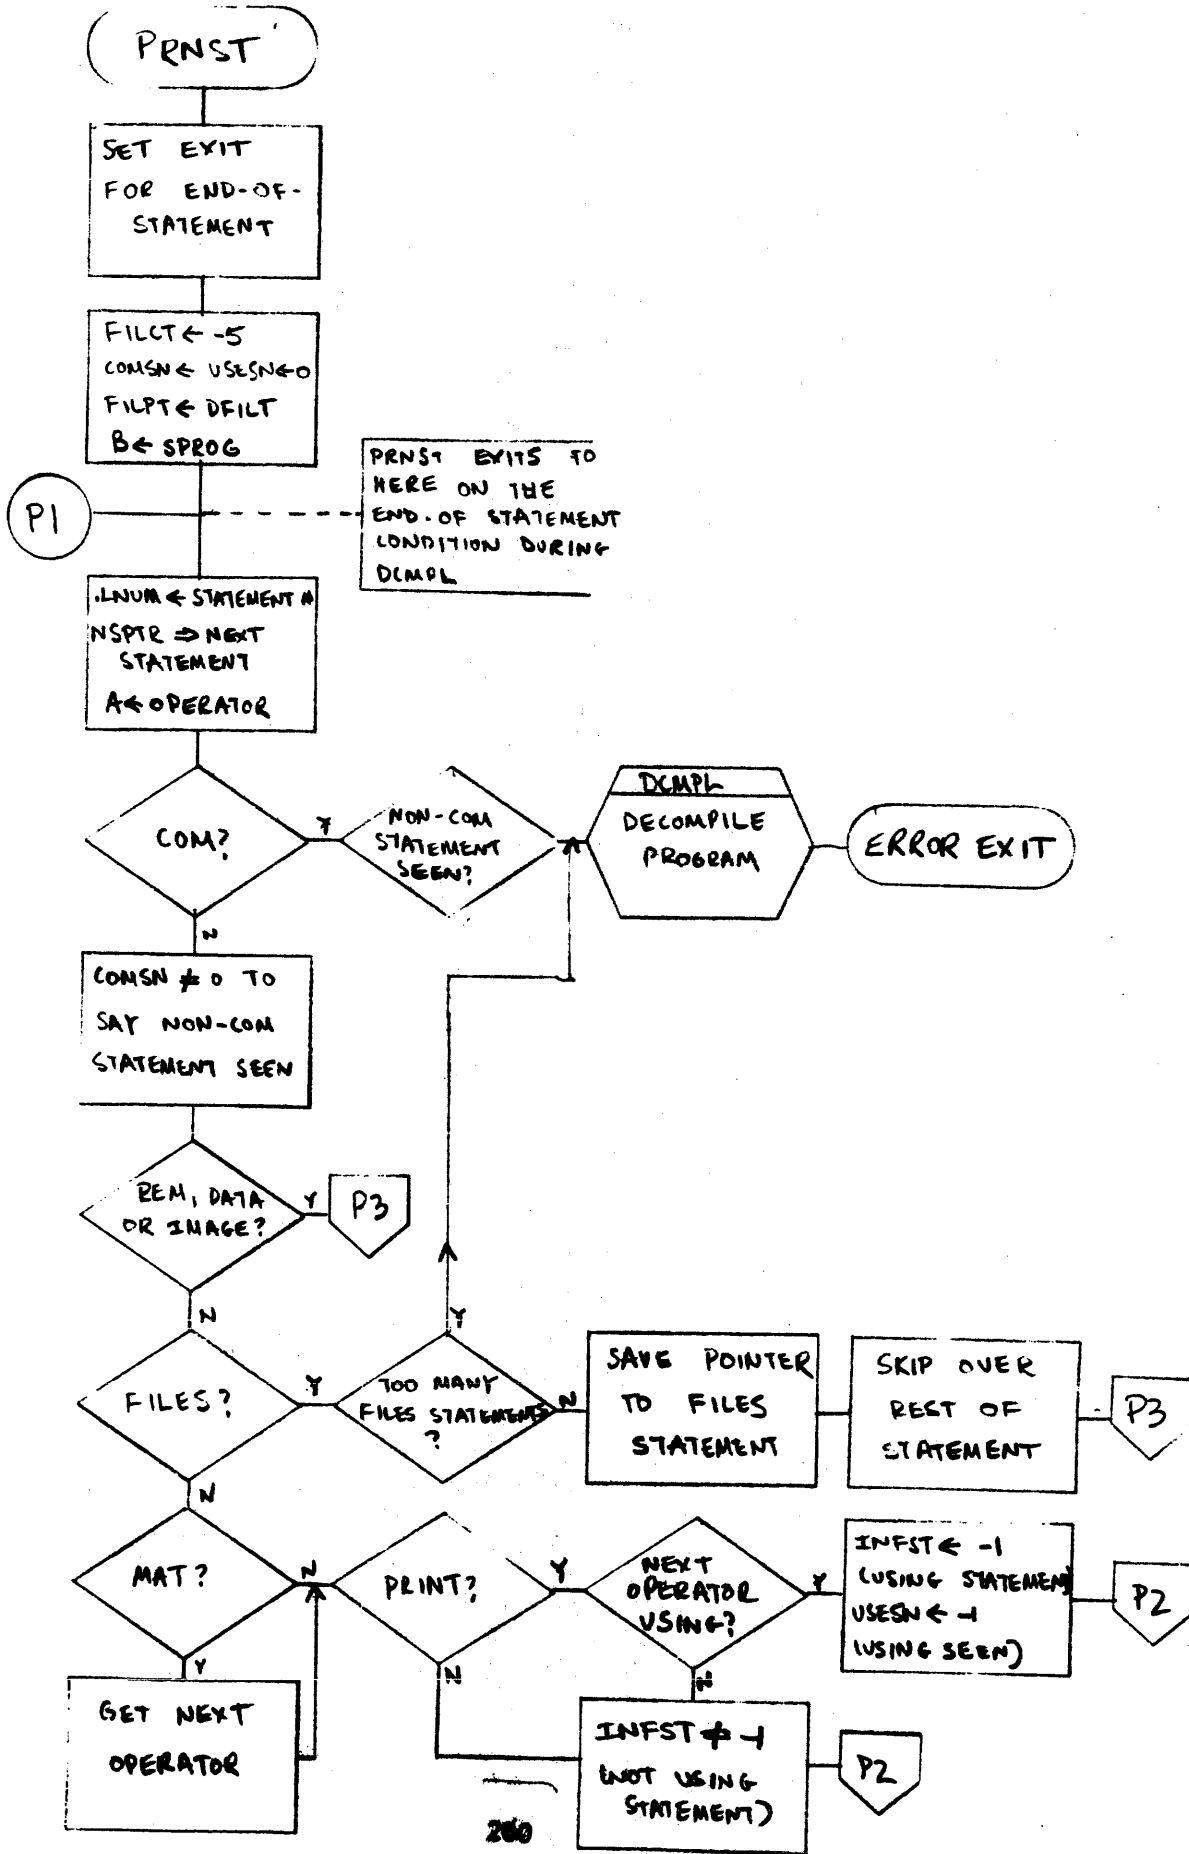 PRNST
SET EXIT
FOR END-OF-
STATEMENT
FILCT ← -5
COMSN ← USESN ← 0
FILPT ← DFILT
B ← SPROG
P1
PRNST EXITS TO
HERE ON THE
END-OF STATEMENT
CONDITION DURING
DCMPL
.LNUM ← STATEMENT #
NSPTR ⇒ NEXT
STATEMENT
A ← OPERATOR
COM?
Y
NON-COM
STATEMENT
SEEN?
DCMPL
DECOMPILE
PROGRAM
ERROR EXIT
N
COMSN ≠ 0 TO
SAY NON-COM
STATEMENT SEEN
REM, DATA
OR IMAGE?
Y
P3
N
FILES?
Y
TOO MANY
FILES STATEMENTS
?
Y
N
SAVE POINTER
TO FILES
STATEMENT
SKIP OVER
REST OF
STATEMENT
P3
N
MAT?
N
PRINT?
Y
NEXT
OPERATOR
USING?
Y
INFST ← -1
(USING STATEMENT)
USESN ← -1
(USING SEEN)
P2
Y
GET NEXT
OPERATOR
N
N
INFST ≠ -1
(NOT USING
STATEMENT)
P2